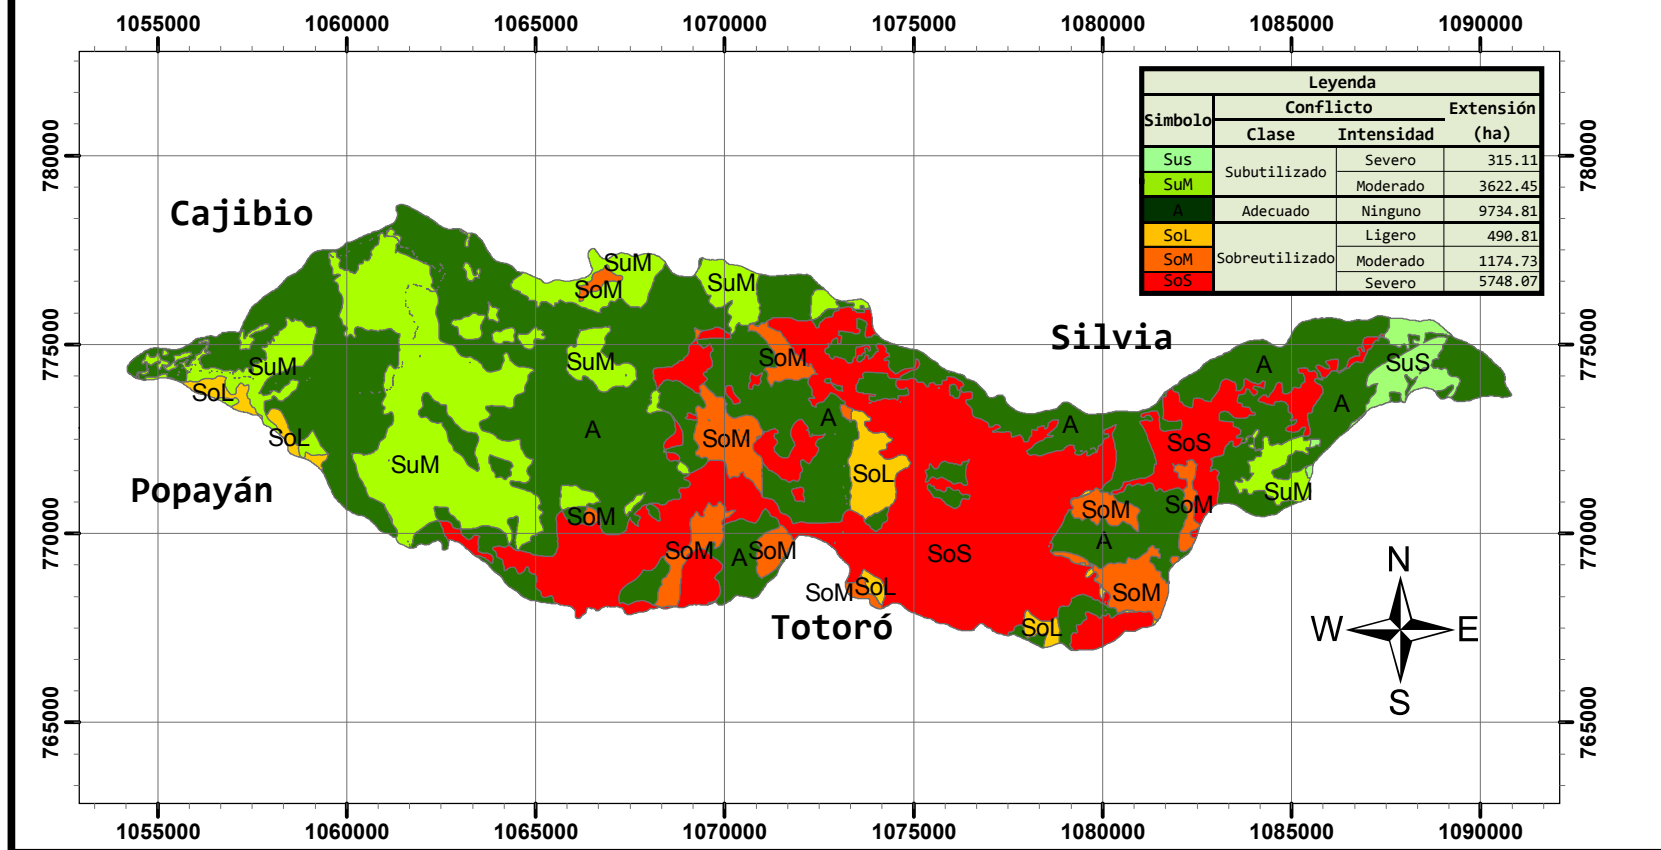 1055000 1060000 1065000 1070000 1075000 1080000 1085000 1090000
Leyenda
Simbolo Conflicto Extensión (ha)
Clase Intensidad
Sus Subutilizado Severo 315.11
SuM Moderado 3622.45
A Adecuado Ninguno 9734.81
SoL Sobreutilizado Ligero 490.81
SoM Moderado 1174.73
SoS Severo 5748.07
780000 780000
Cajibio
SuM
SoM
SuM
775000 775000
Silvia
SuM
SuM
SoM
A
SuS
SoL
A
SoL
A
A
SoM
A
SoS
SuM
SoL
SuM
Popayán
SoM
SoM
SoM
770000 770000
SoM
A
SoM
SoS
A
N
SoM
SoL
SoM
Totoró
SoL
W E
S
765000 765000
1055000 1060000 1065000 1070000 1075000 1080000 1085000 1090000